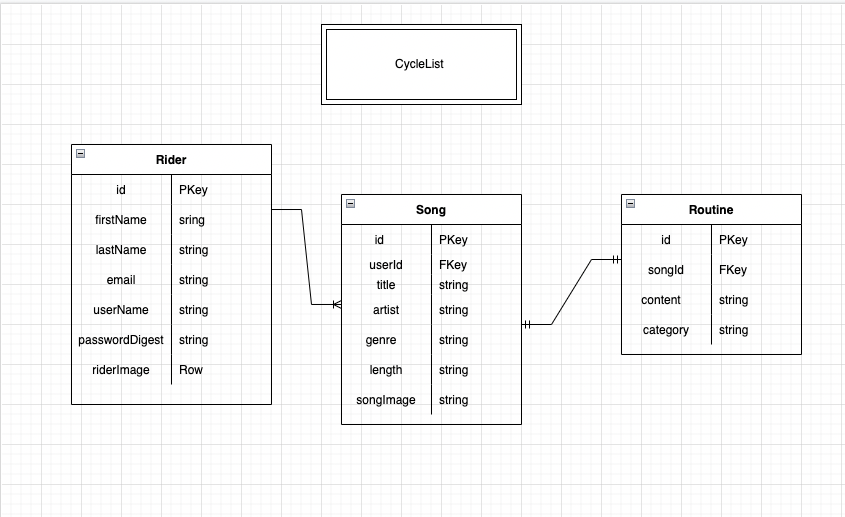 CycleList
Rider
id PKey
firstName sring
lastName string
email string
userName string
passwordDigest string
riderImage Row
Song
id PKey
userId FKey
title string
artist string
genre string
length string
songImage string
Routine
id PKey
songId FKey
content string
category string